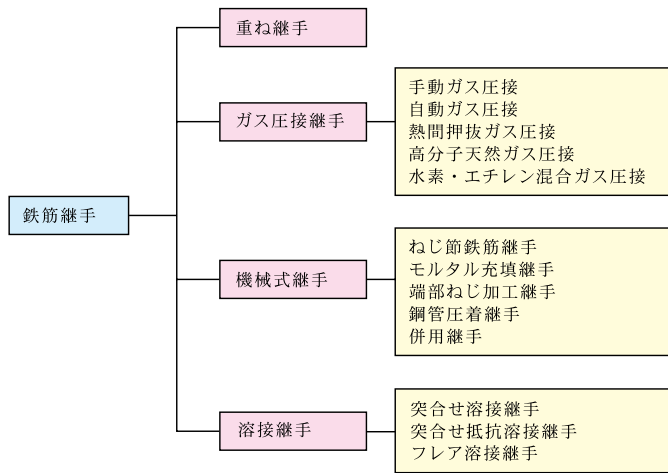 鉄筋継手
重ね継手
ガス圧接継手
手動ガス圧接
自動ガス圧接
熱間押抜ガス圧接
高分子天然ガス圧接
水素・エチレン混合ガス圧接
機械式継手
ねじ節鉄筋継手
モルタル充填継手
端部ねじ加工継手
鋼管圧着継手
併用継手
溶接継手
突合せ溶接継手
突合せ抵抗溶接継手
フレア溶接継手